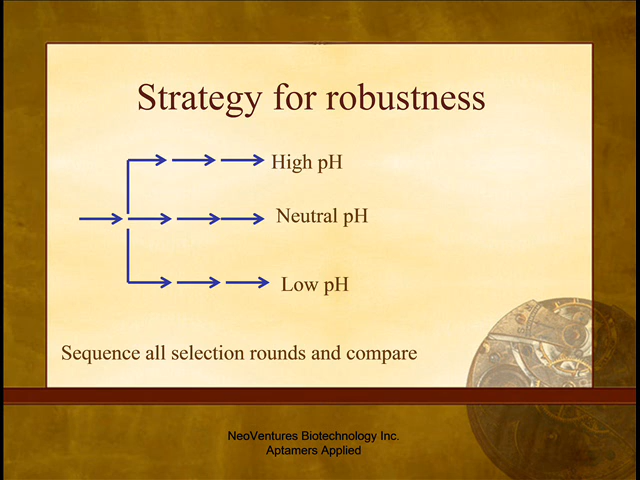 Strategy for robustness
High pH
Neutral pH
Low pH
Sequence all selection rounds and compare
NeoVentures Biotechnology Inc.
Aptamers Applied